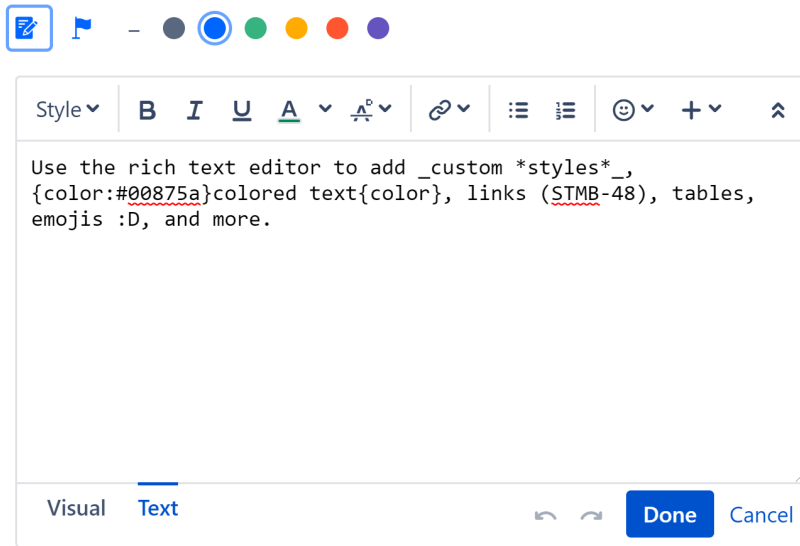 Style B I U A
Use the rich text editor to add _custom *styles*_,
{color:#00875a}colored text{color}, links (STMB-48), tables,
emojis :D, and more.
Visual Text Done Cancel